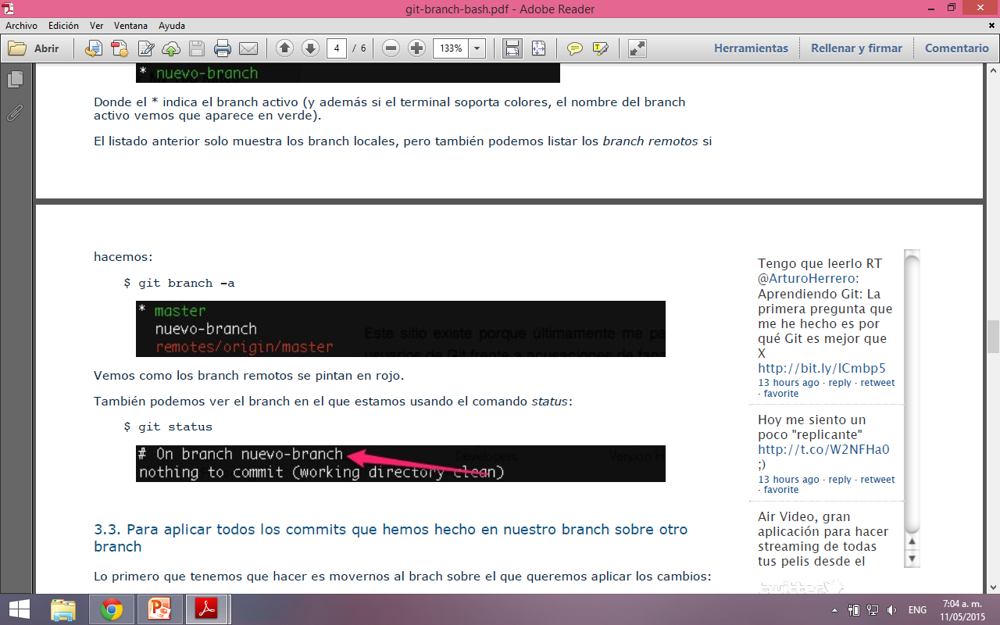 git-branch-bash.pdf - Adobe Reader
Archivo Edición Ver Ventana Ayuda
Abrir 4 / 6 133% Herramientas Rellenar y firmar Comentario
* nuevo-branch
Donde el * indica el branch activo (y además si el terminal soporta colores, el nombre del branch
activo vemos que aparece en verde).
El listado anterior solo muestra los branch locales, pero también podemos listar los branch remotos si
hacemos:
$ git branch –a
* master
nuevo-branch
remotes/origin/master
Este sitio existe porque últimamente me pa
usuarios de Git frente a acusaciones de fana
Vemos como los branch remotos se pintan en rojo.
También podemos ver el branch en el que estamos usando el comando status:
$ git status
# On branch nuevo-branch
Developers
nothing to commit (working directory clean)
3.3. Para aplicar todos los commits que hemos hecho en nuestro branch sobre otro
branch
Lo primero que tenemos que hacer es movernos al brach sobre el que queremos aplicar los cambios:
Tengo que leerlo RT
@ArturoHerrero:
Aprendiendo Git: La
primera pregunta que
me he hecho es por
qué Git es mejor que
X
http://bit.ly/lCmbp5
13 hours ago · reply · retweet
· favorite
Hoy me siento un
poco "replicante"
http://t.co/W2NFHa0
;)
13 hours ago · reply · retweet
· favorite
Air Video, gran
aplicación para hacer
streaming de todas
tus pelis desde el
twitter
ENG
7:04 a. m.
11/05/2015